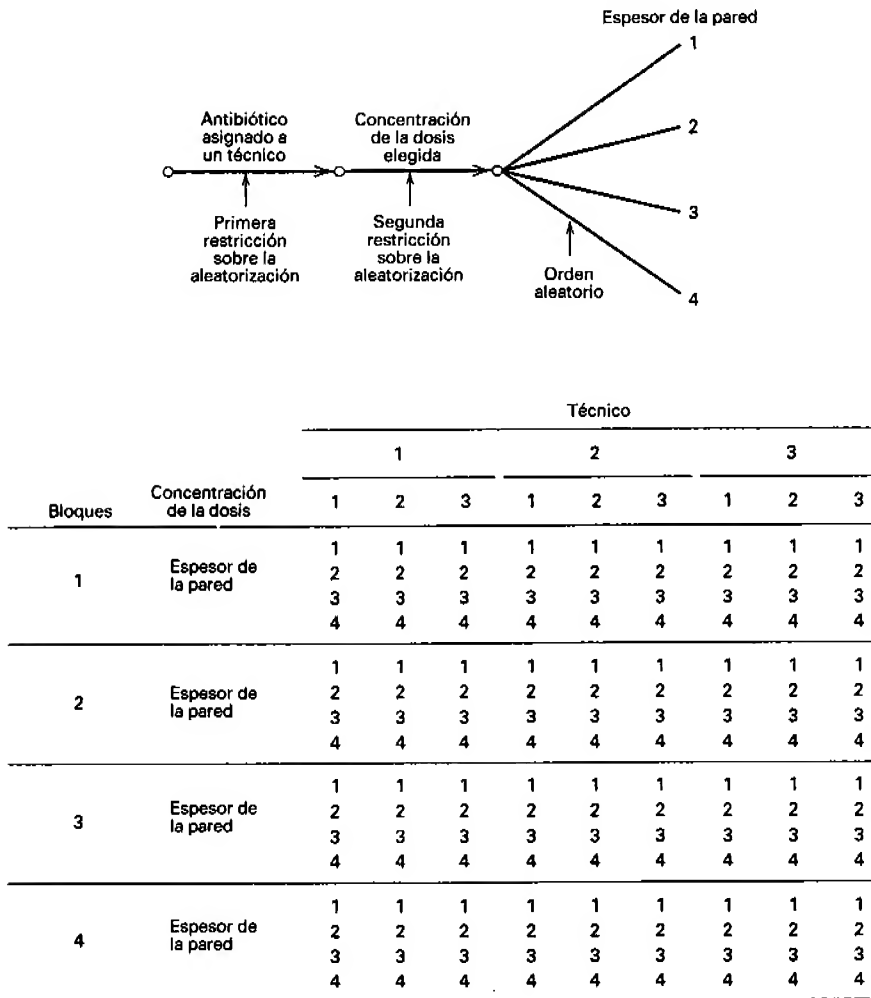 Espesor de la pared
1
Antibiótico
asignado a
un técnico
Concentración
de la dosis
elegida
2
Primera
restricción
sobre la
aleatorización
Segunda
restricción
sobre la
aleatorización
3
Orden
aleatorio
4
Técnico
1 2 3
Bloques Concentración de la dosis 1 2 3 1 2 3 1 2 3
1 1 1 1 1 1 1 1 1
1 Espesor de la pared 2 2 2 2 2 2 2 2 2
3 3 3 3 3 3 3 3 3
4 4 4 4 4 4 4 4 4
1 1 1 1 1 1 1 1 1
2 Espesor de la pared 2 2 2 2 2 2 2 2 2
3 3 3 3 3 3 3 3 3
4 4 4 4 4 4 4 4 4
1 1 1 1 1 1 1 1 1
3 Espesor de la pared 2 2 2 2 2 2 2 2 2
3 3 3 3 3 3 3 3 3
4 4 4 4 4 4 4 4 4
1 1 1 1 1 1 1 1 1
4 Espesor de la pared 2 2 2 2 2 2 2 2 2
3 3 3 3 3 3 3 3 3
4 4 4 4 4 4 4 4 4